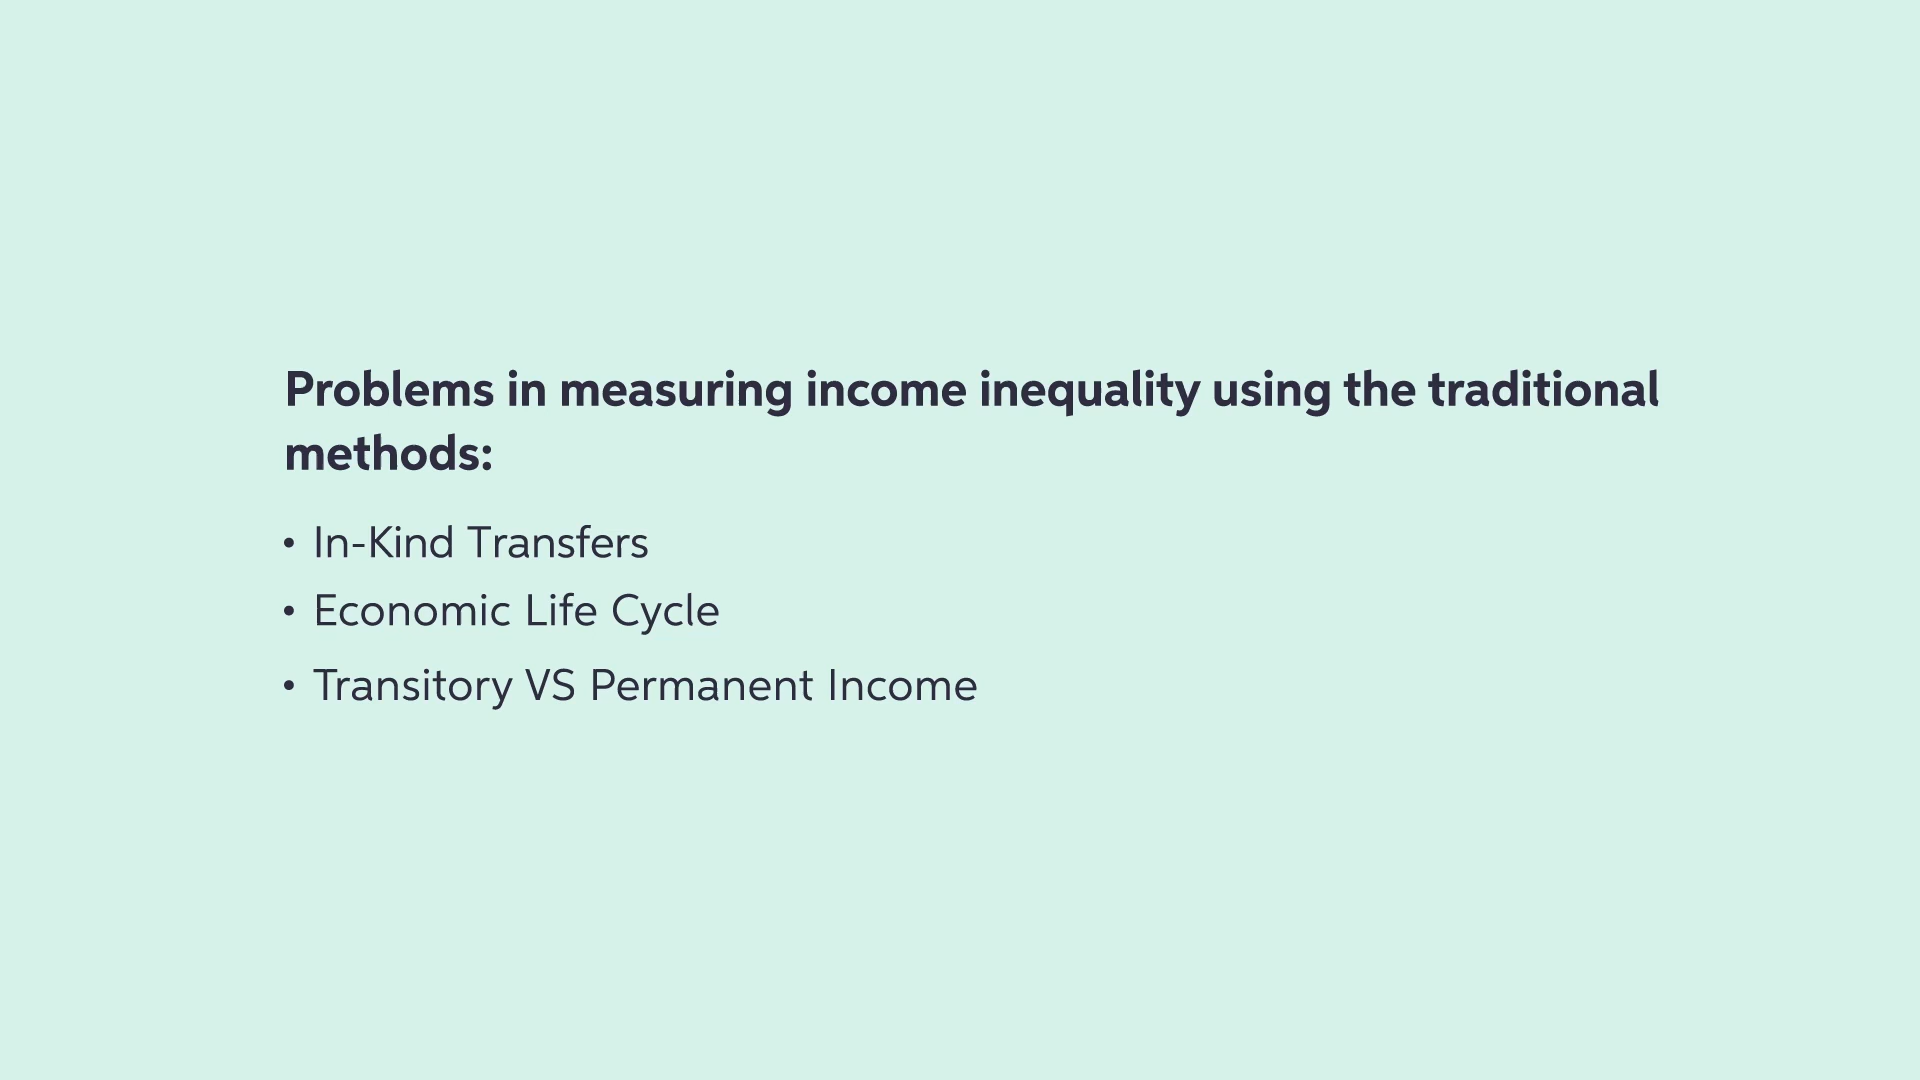 Problems in measuring income inequality using the traditional
methods:
• In-Kind Transfers
• Economic Life Cycle
• Transitory VS Permanent Income